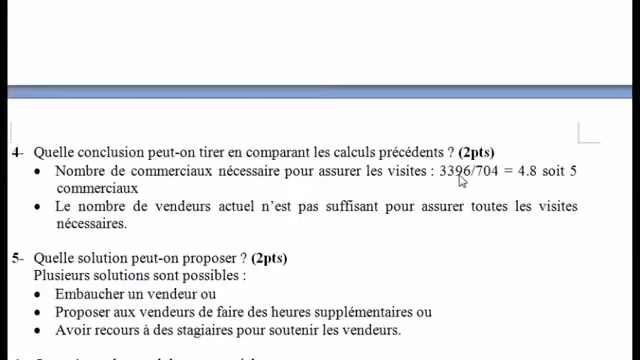 4- Quelle conclusion peut-on tirer en comparant les calculs précédents ? (2pts)
• Nombre de commerciaux nécessaire pour assurer les visites : 3396/704 = 4.8 soit 5
commerciaux
• Le nombre de vendeurs actuel n'est pas suffisant pour assurer toutes les visites
nécessaires.
5- Quelle solution peut-on proposer ? (2pts)
Plusieurs solutions sont possibles :
• Embaucher un vendeur ou
• Proposer aux vendeurs de faire des heures supplémentaires ou
• Avoir recours à des stagiaires pour soutenir les vendeurs.